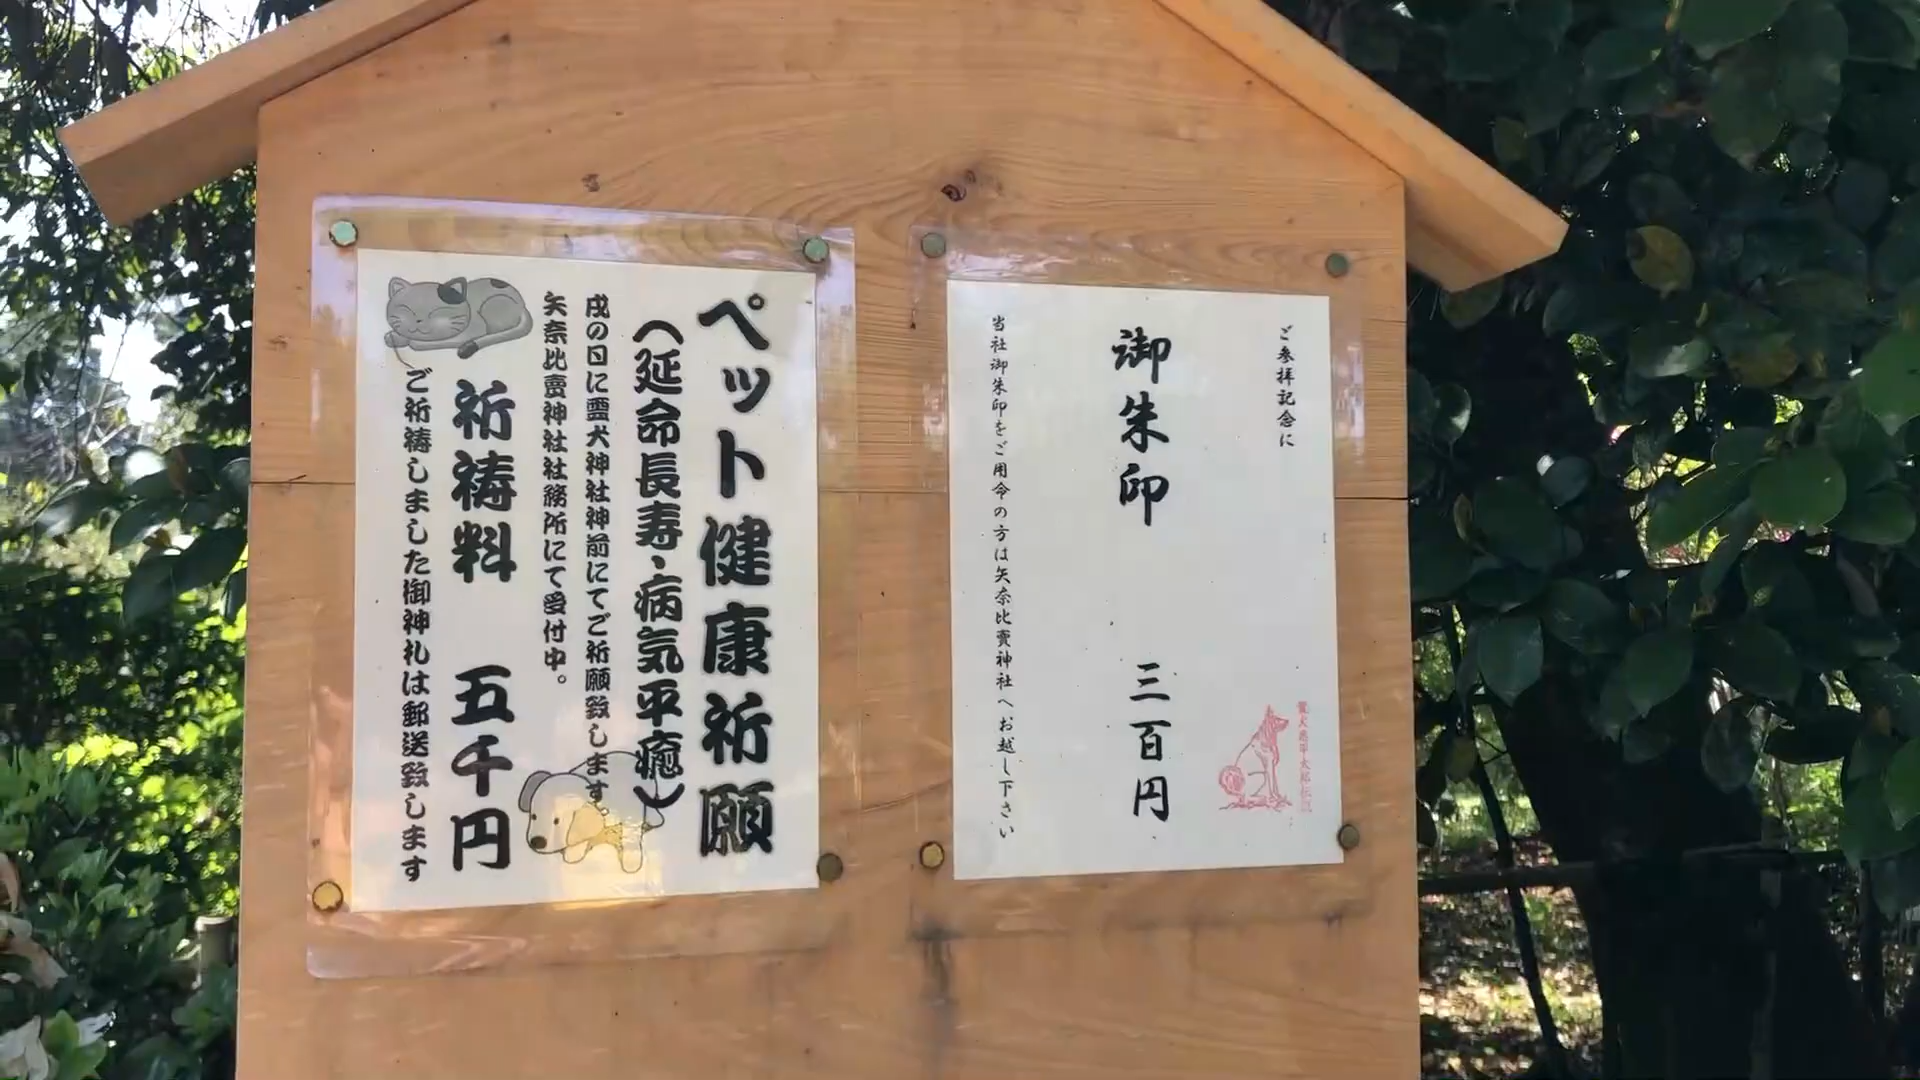 ペット健康祈願
（延命長寿・病気平癒）
戌の日に霊犬神社神前にてご祈願致します。
矢奈比賣神社社務所にて受付中。
祈祷料 五千円
ご祈祷しました御神礼は郵送致します
ご参拝記念に
御朱印 三百円
当社御朱印をご用命の方は矢奈比賣神社へお越し下さい
霊犬悉平太郎伝説